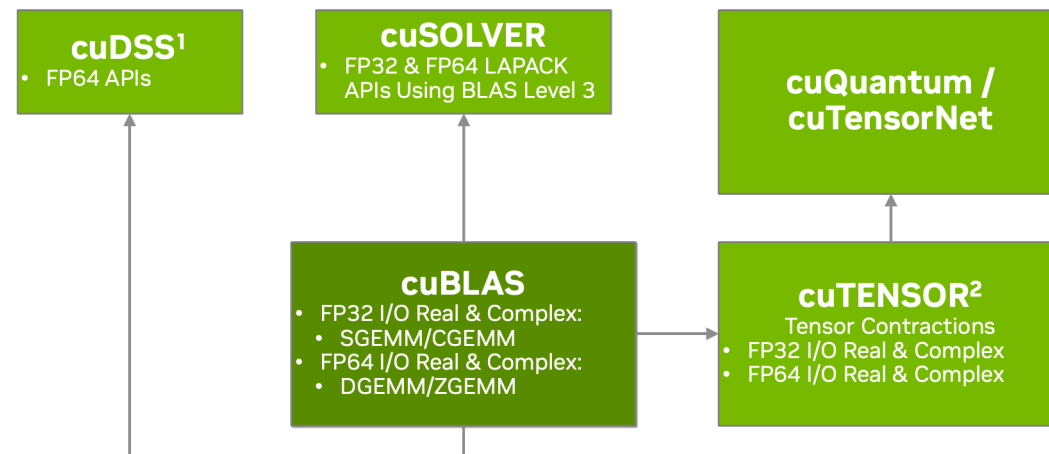 cuDSS¹
• FP64 APIs
cuSOLVER
• FP32 & FP64 LAPACK
APIs Using BLAS Level 3
cuQuantum /
cuTensorNet
cuBLAS
• FP32 I/O Real & Complex:
• SGEMM/CGEMM
• FP64 I/O Real & Complex:
• DGEMM/ZGEMM
cuTENSOR²
Tensor Contractions
• FP32 I/O Real & Complex
• FP64 I/O Real & Complex